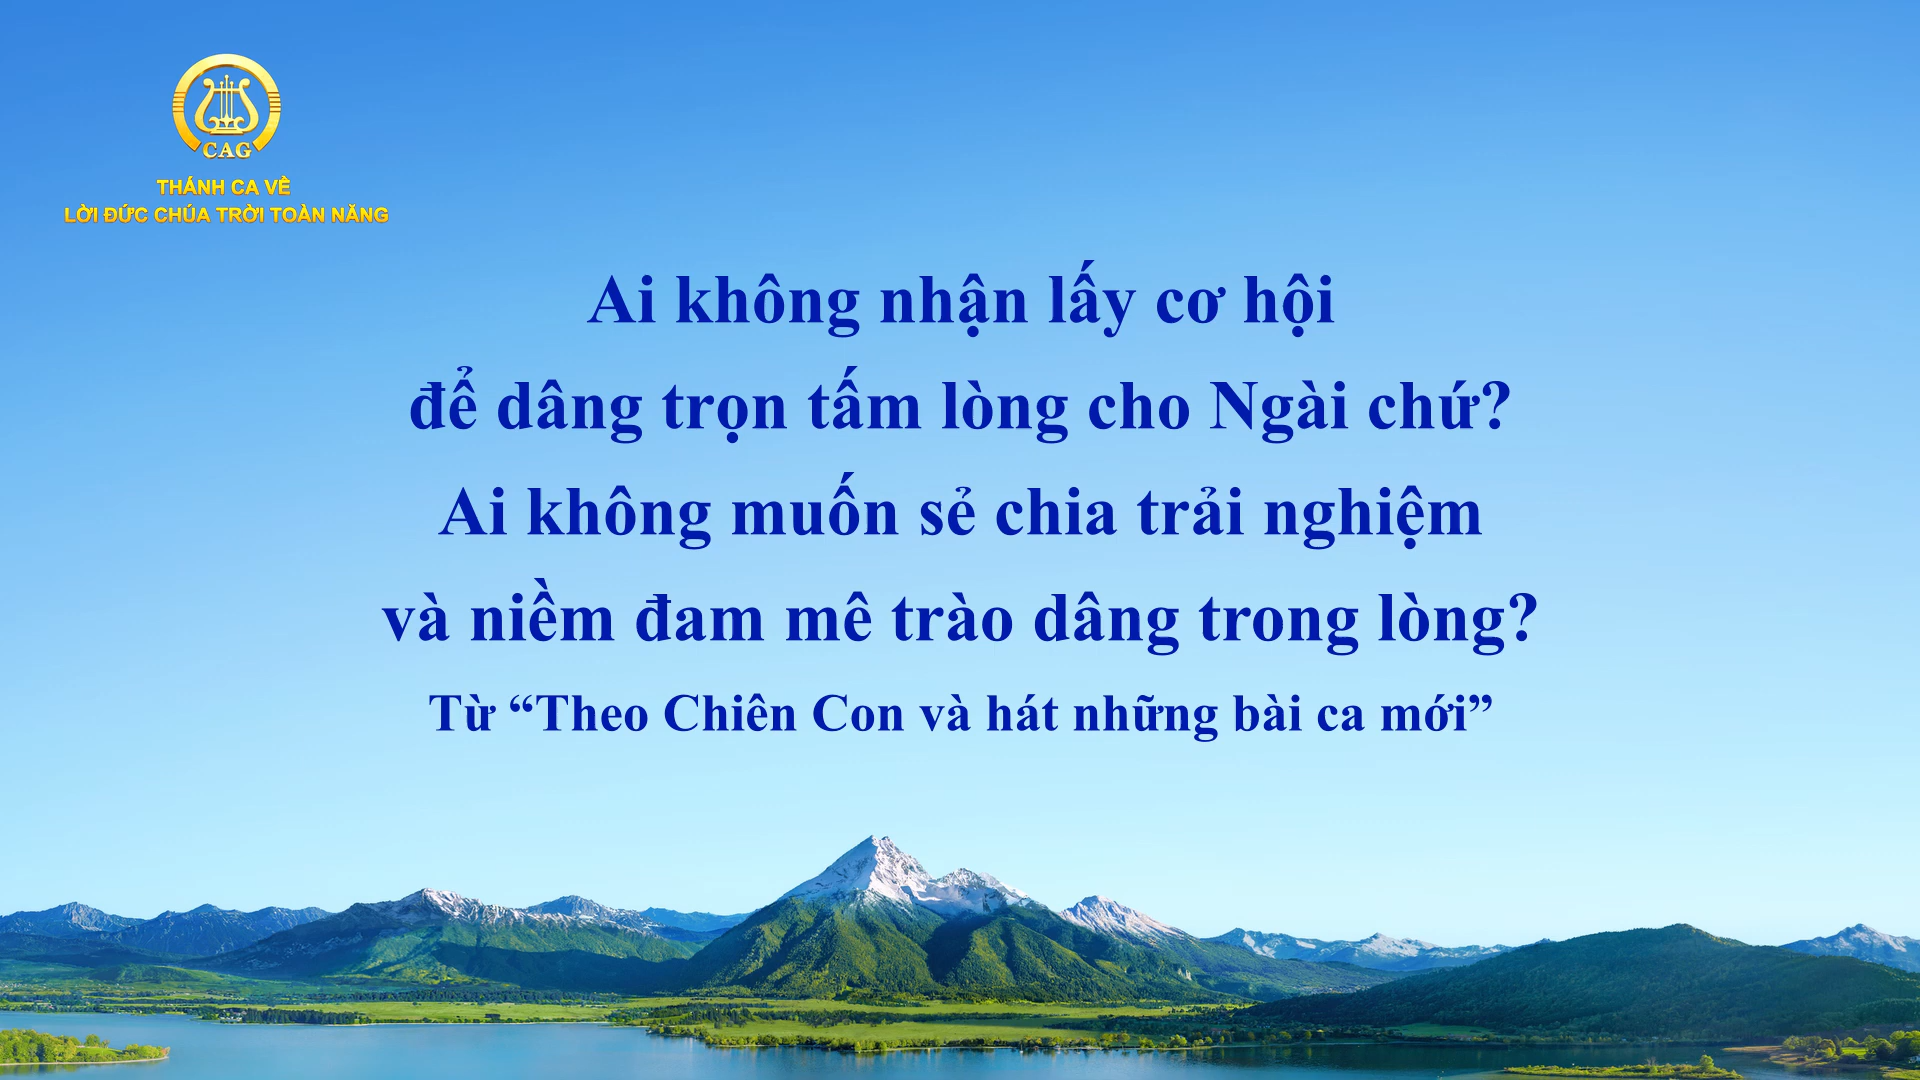 CAG
THÁNH CA VỀ
LỜI ĐỨC CHÚA TRỜI TOÀN NĂNG
Ai không nhận lấy cơ hội
để dâng trọn tấm lòng cho Ngài chứ?
Ai không muốn sẻ chia trải nghiệm
và niềm đam mê trào dâng trong lòng?
Từ “Theo Chiên Con và hát những bài ca mới”